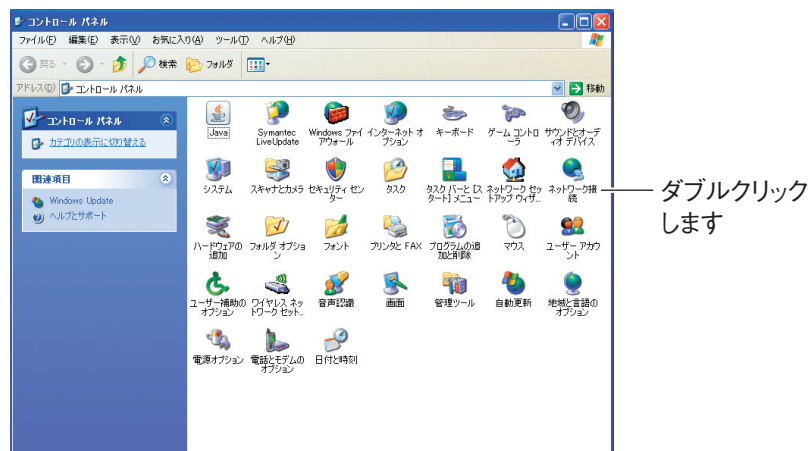 コントロール パネル
ファイル(F) 編集(E) 表示(V) お気に入り(A) ツール(T) ヘルプ(H)
戻る 検索 フォルダ
アドレス(D) コントロール パネル 移動
コントロール パネル
カテゴリの表示に切り替える
関連項目
Windows Update
ヘルプとサポート
Java
Symantec
LiveUpdate
Windows ファイ
アウォール
インターネット オ
プション
キーボード
ゲーム コントロ
ーラ
サウンドとオーデ
ィオ デバイス
システム
スキャナとカメラ
セキュリティ セン
ター
タスク
タスク バーと [ス
タート] メニュー
ネットワーク セッ
トアップ ウィザ...
ネットワーク接
続
ダブルクリック
します
ハードウェアの
追加
フォルダ オプショ
ン
フォント
プリンタと FAX
プログラムの追
加と削除
マウス
ユーザー アカウ
ント
ユーザー補助の
オプション
ワイヤレス ネッ
トワーク セット...
音声認識
画面
管理ツール
自動更新
地域と言語の
オプション
電源オプション
電話とモデムの
オプション
日付と時刻